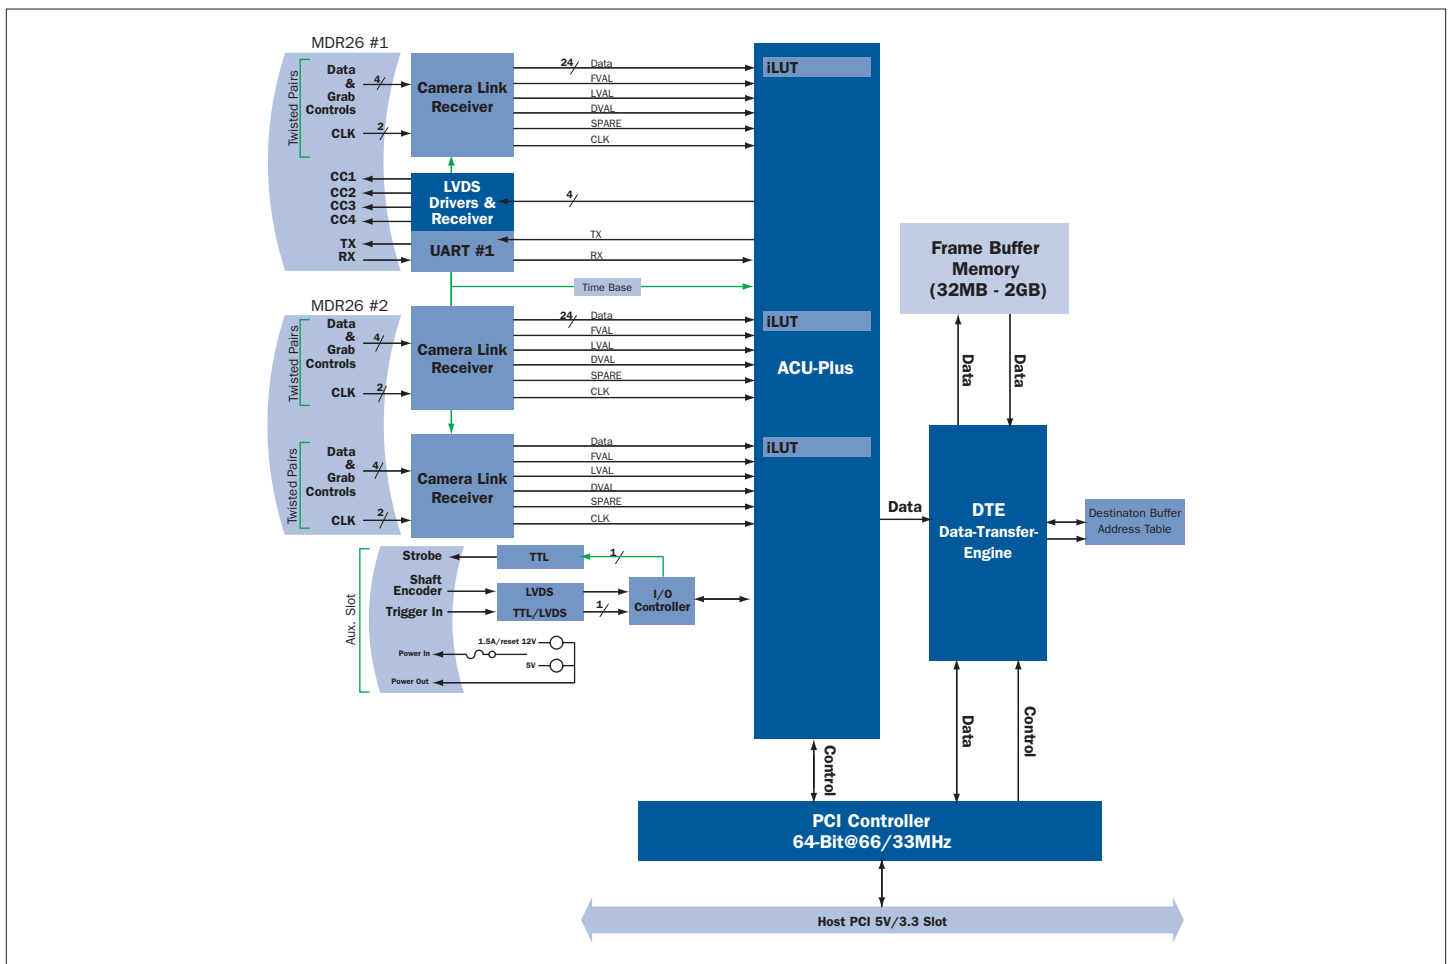 MDR26 #1
Twisted Pairs
Data
&
Grab
Controls
4
CLK
2
Camera Link
Receiver
24
Data
FVAL
LVAL
DVAL
SPARE
CLK
iLUT
CC1
CC2
CC3
CC4
TX
RX
LVDS
Drivers &
Receiver
UART #1
4
TX
RX
Time Base
MDR26 #2
Twisted Pairs
Data
&
Grab
Controls
4
CLK
2
Camera Link
Receiver
24
Data
FVAL
LVAL
DVAL
SPARE
CLK
iLUT
ACU-Plus
Twisted Pairs
Data
&
Grab
Controls
4
CLK
2
Camera Link
Receiver
Data
FVAL
LVAL
DVAL
SPARE
CLK
iLUT
Aux. Slot
Strobe
TTL
1
Shaft
Encoder
LVDS
Trigger In
TTL/LVDS
1
I/O
Controller
1.5A/reset 12V
Power In
5V
Power Out
Frame Buffer
Memory
(32MB - 2GB)
Data
Data
Data
DTE
Data-Transfer-
Engine
Destinaton Buffer
Address Table
Control
Data
Control
PCI Controller
64-Bit@66/33MHz
Host PCI 5V/3.3 Slot